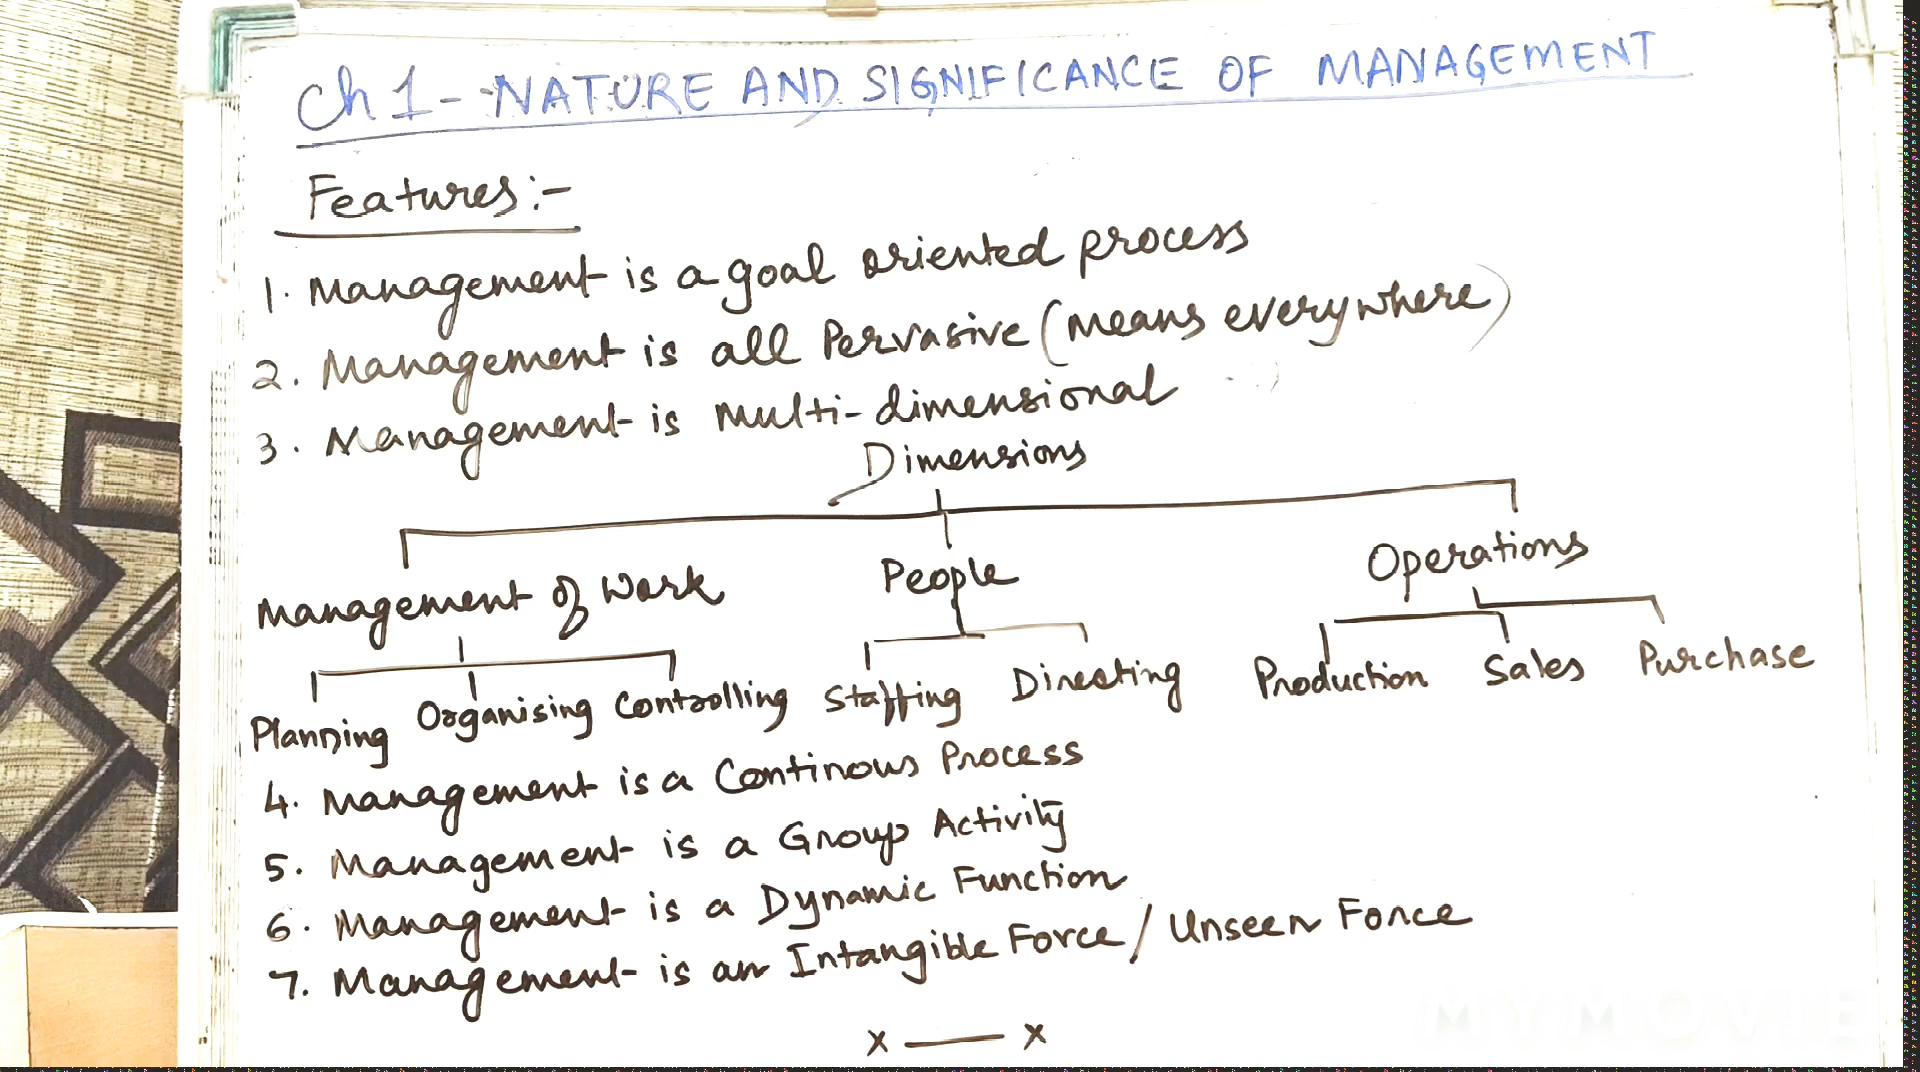 Ch 1 - NATURE AND SIGNIFICANCE OF MANAGEMENT
Features:-
1. Management is a goal oriented process
2. Management is all Pervasive (means everywhere)
3. Management is Multi-dimensional
Dimensions
Management of Work People Operations
Planning Organising Controlling Staffing Directing Production Sales Purchase
4. Management is a Continous Process
5. Management is a Group Activity
6. Management is a Dynamic Function
7. Management is an Intangible Force / Unseen Force
x — x
MYMOVIE